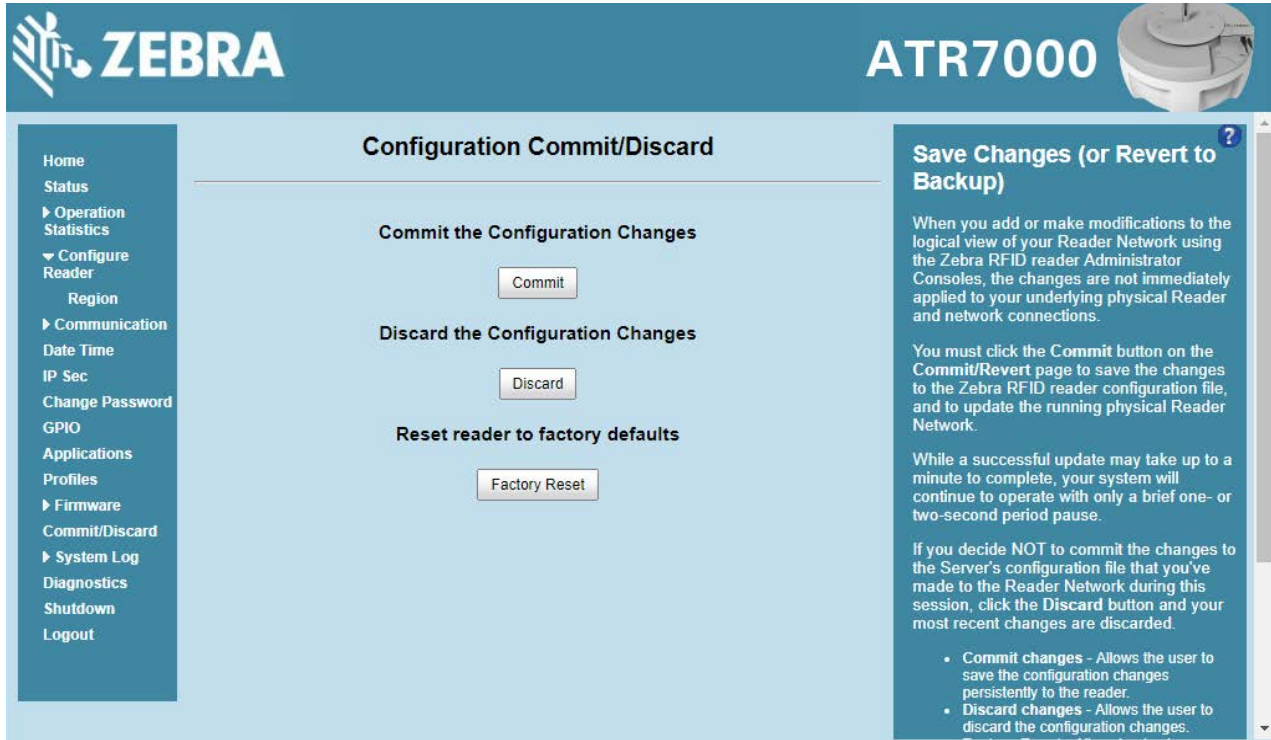 ZEBRA
ATR7000
Home
Status
Operation
Statistics
Configure
Reader
Region
Communication
Date Time
IP Sec
Change Password
GPIO
Applications
Profiles
Firmware
Commit/Discard
System Log
Diagnostics
Shutdown
Logout
Configuration Commit/Discard
Commit the Configuration Changes
Commit
Discard the Configuration Changes
Discard
Reset reader to factory defaults
Factory Reset
?
Save Changes (or Revert to
Backup)
When you add or make modifications to the
logical view of your Reader Network using
the Zebra RFID reader Administrator
Consoles, the changes are not immediately
applied to your underlying physical Reader
and network connections.
You must click the Commit button on the
Commit/Revert page to save the changes
to the Zebra RFID reader configuration file,
and to update the running physical Reader
Network.
While a successful update may take up to a
minute to complete, your system will
continue to operate with only a brief one- or
two-second period pause.
If you decide NOT to commit the changes to
the Server's configuration file that you've
made to the Reader Network during this
session, click the Discard button and your
most recent changes are discarded.
• Commit changes - Allows the user to
save the configuration changes
persistently to the reader.
• Discard changes - Allows the user to
discard the configuration changes.